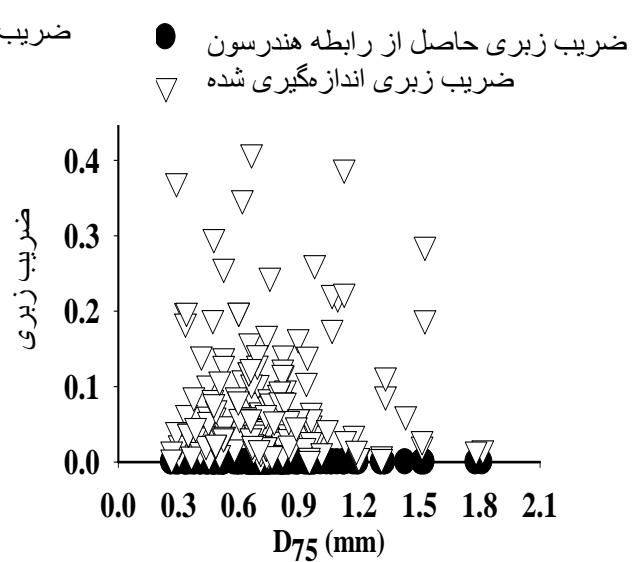 ضریب
ضریب زبری حاصل از رابطه هندرسون
ضریب زبری اندازه‌گیری شده
ضریب زبری
0.4
0.3
0.2
0.1
0.0
0.0 0.3 0.6 0.9 1.2 1.5 1.8 2.1
D75 (mm)